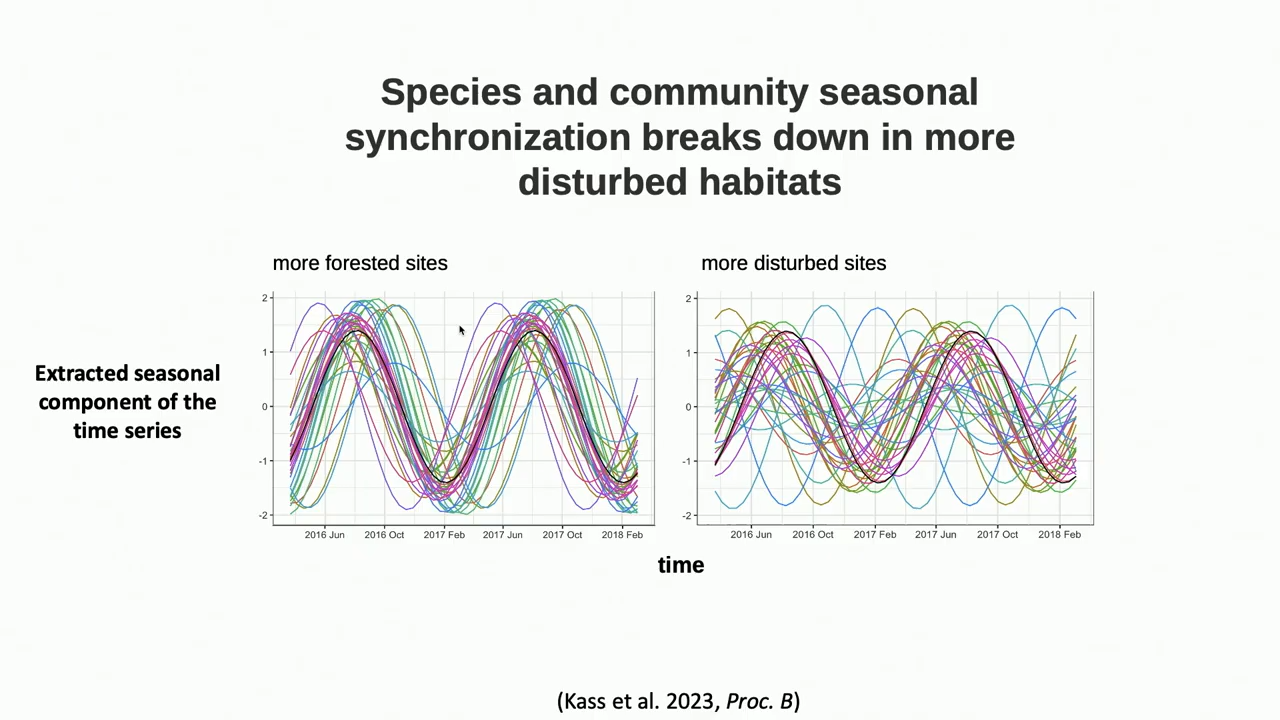 Species and community seasonal
synchronization breaks down in more
disturbed habitats
more forested sites
more disturbed sites
Extracted seasonal
component of the
time series
2
1
0
-1
-2
2016 Jun
2016 Oct
2017 Feb
2017 Jun
2017 Oct
2018 Feb
2
1
0
-1
-2
2016 Jun
2016 Oct
2017 Feb
2017 Jun
2017 Oct
2018 Feb
time
(Kass et al. 2023, Proc. B)